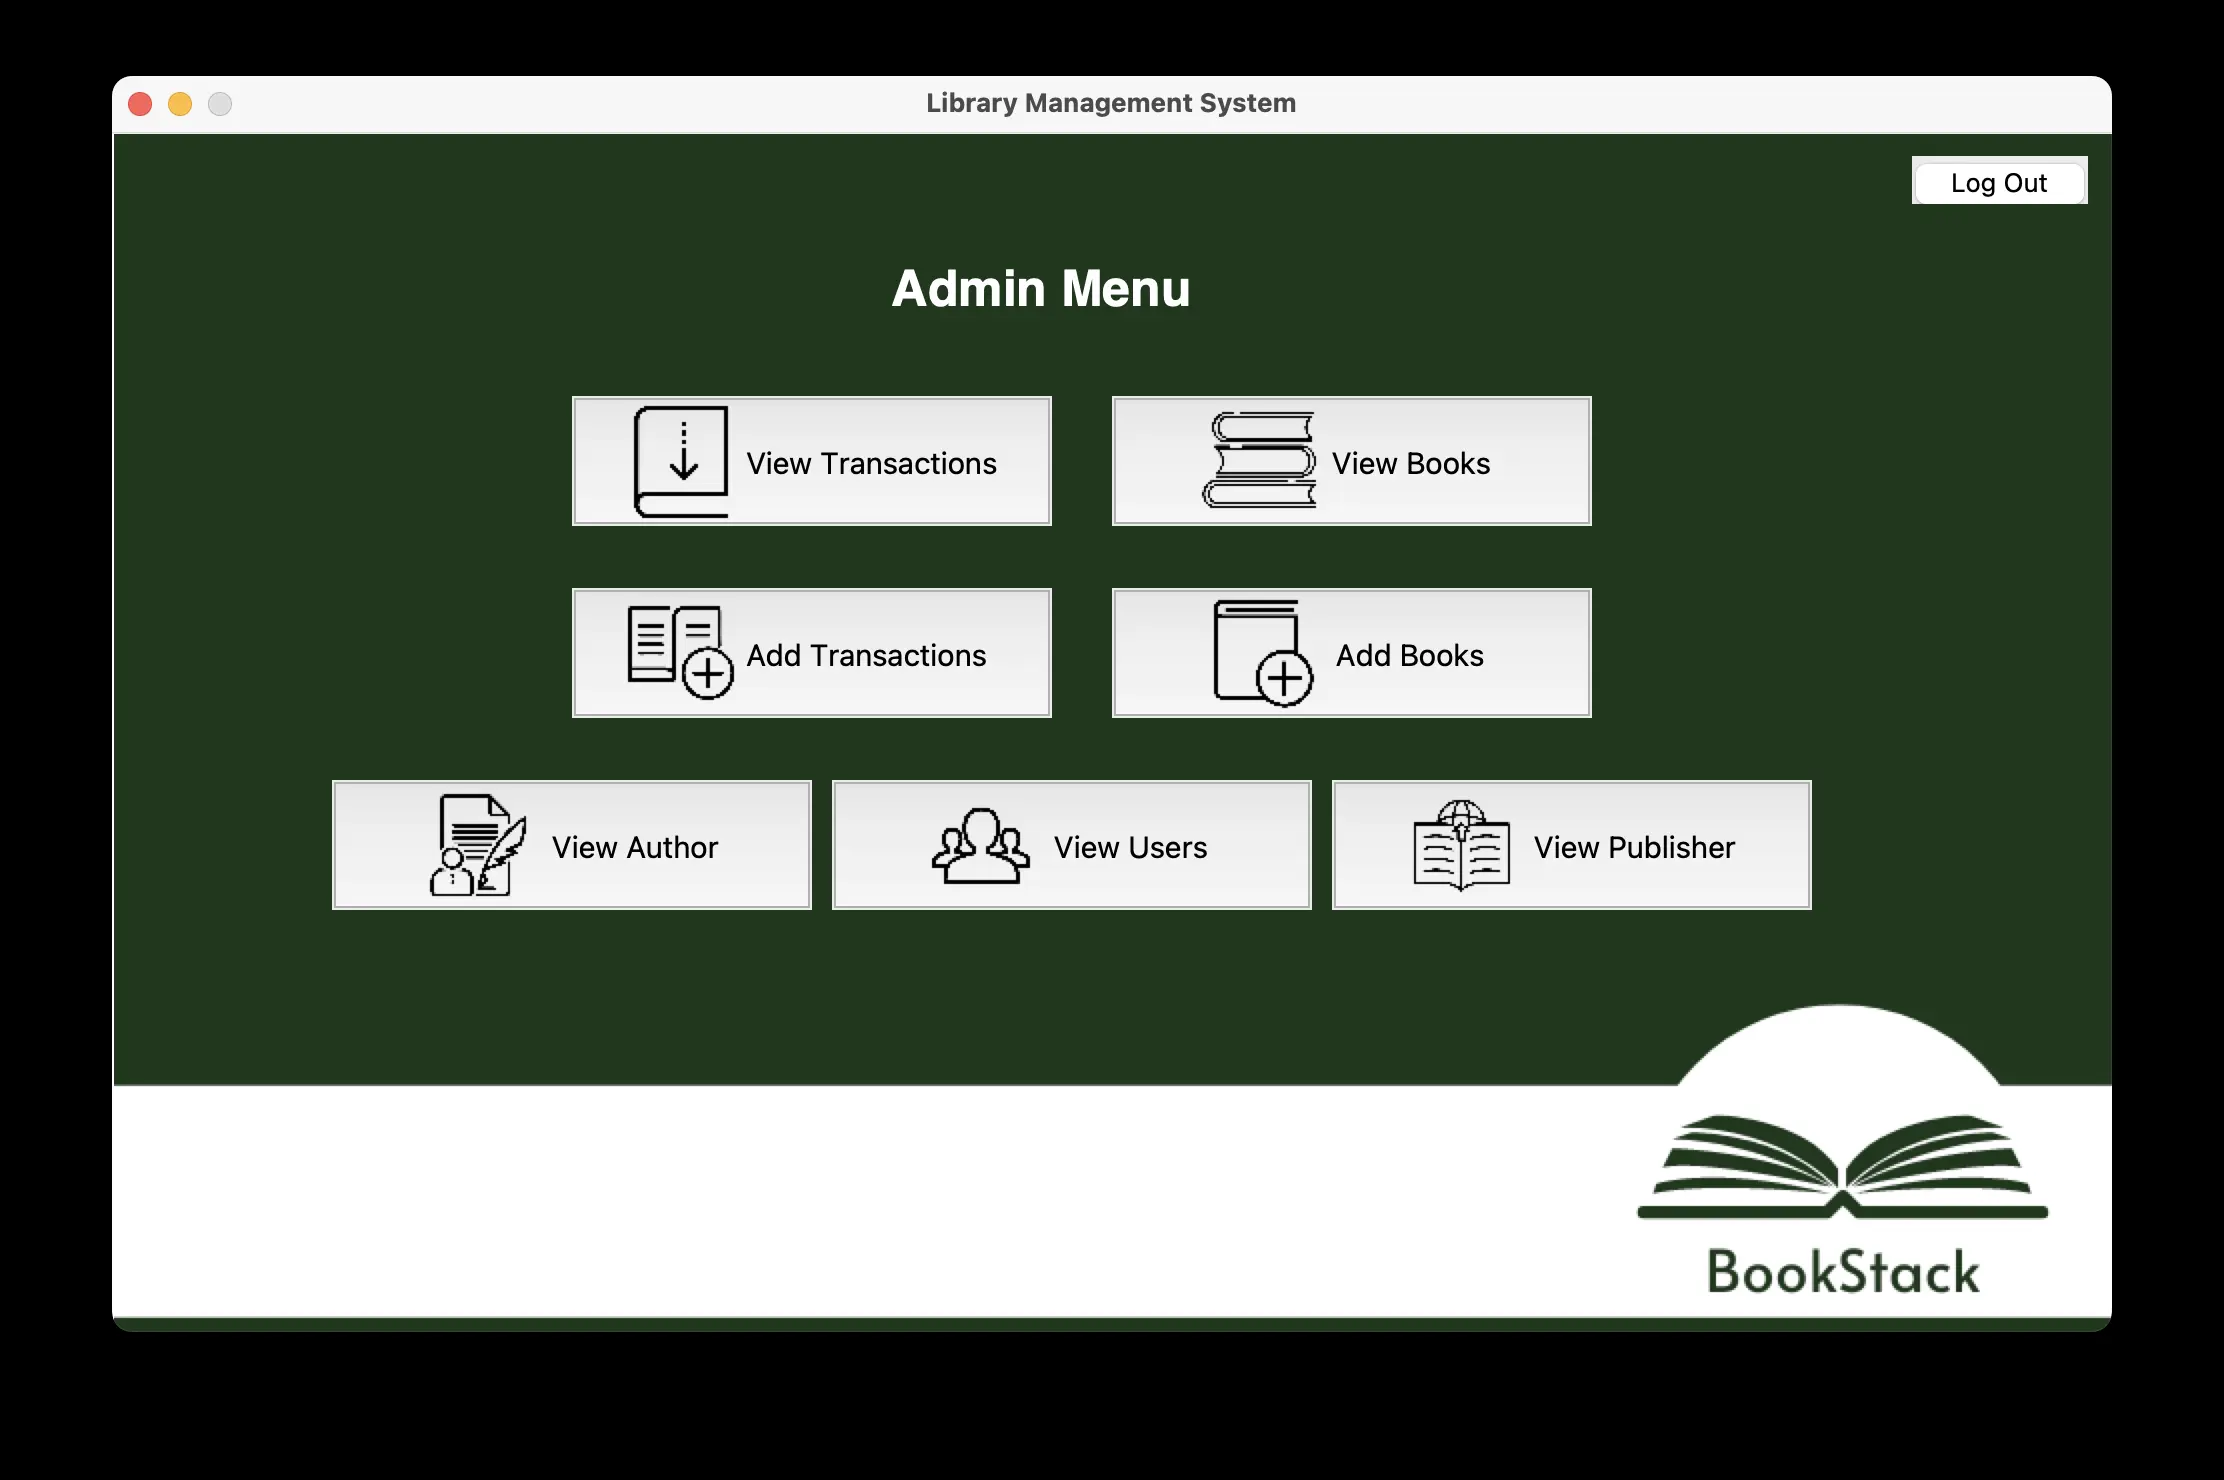 Library Management System
Log Out
Admin Menu
View Transactions
View Books
Add Transactions
Add Books
View Author
View Users
View Publisher
BookStack